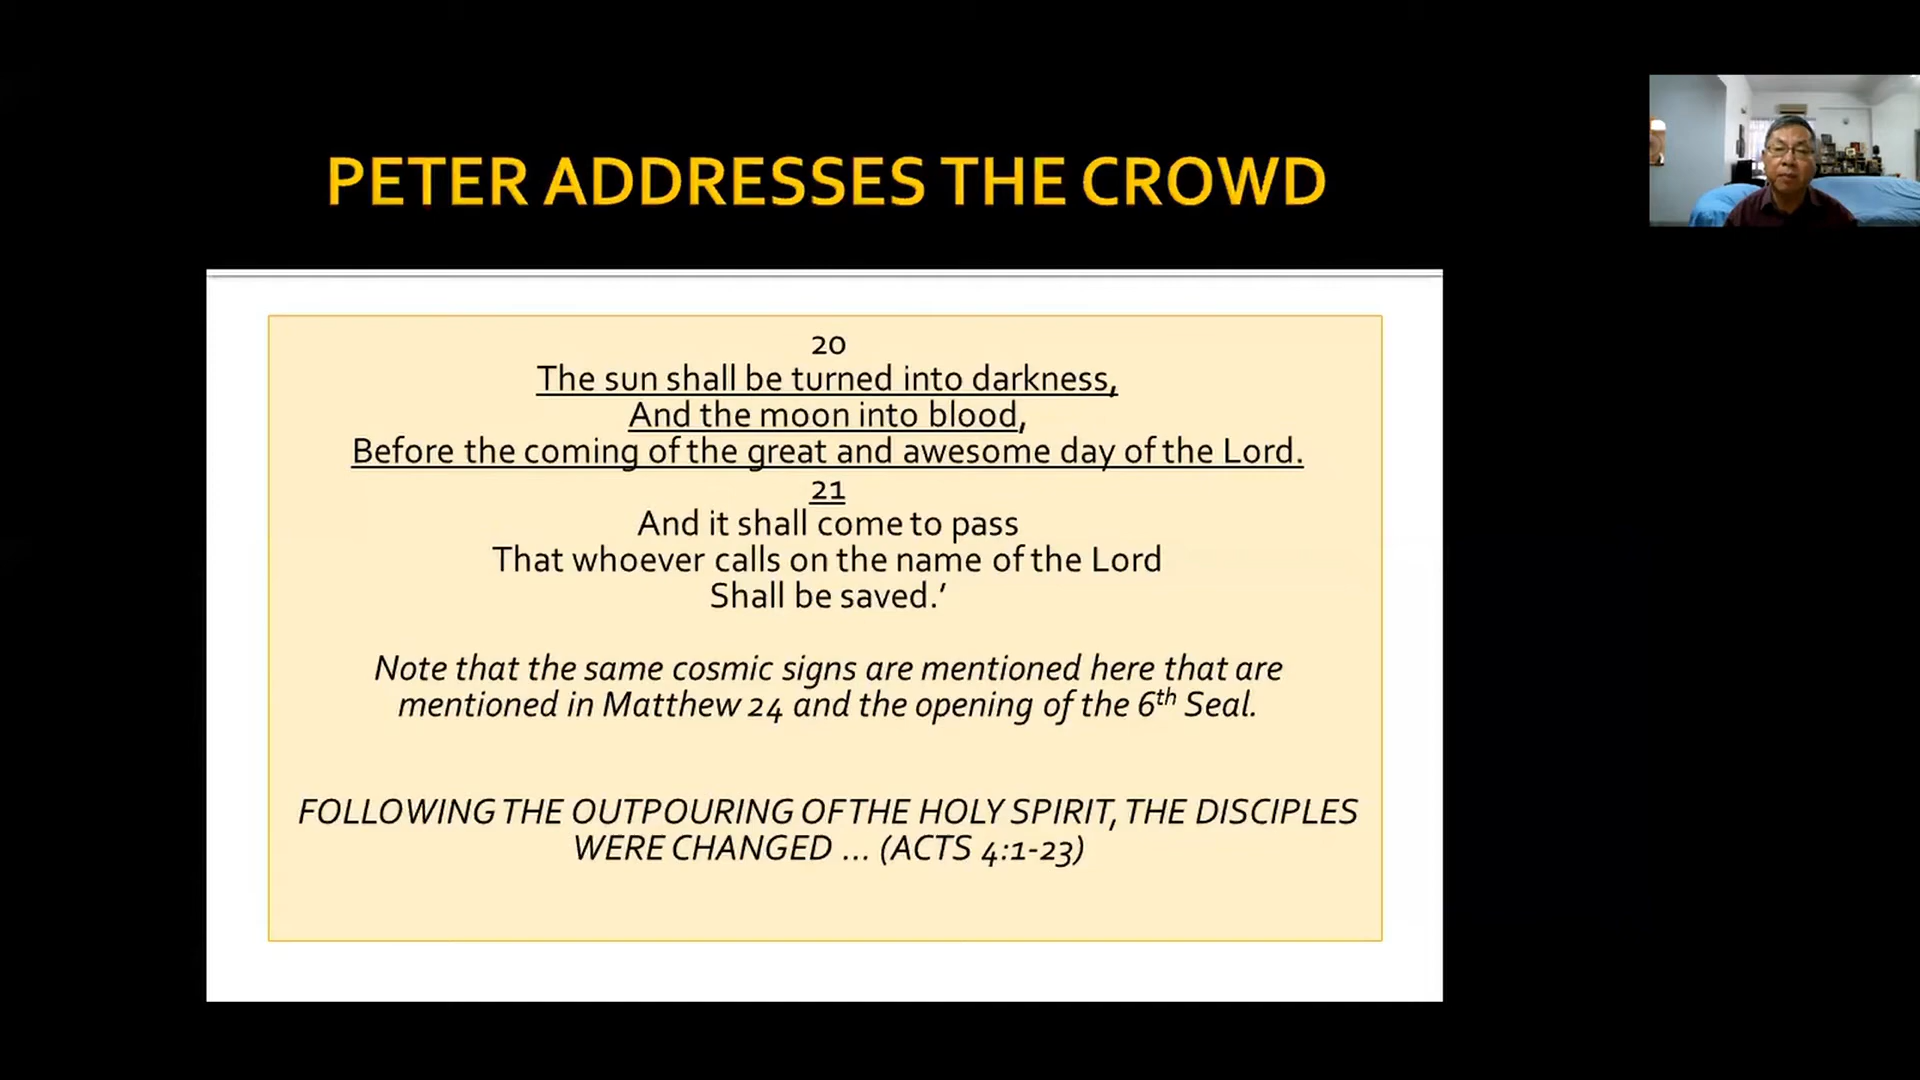 PETER ADDRESSES THE CROWD
20
The sun shall be turned into darkness,
And the moon into blood,
Before the coming of the great and awesome day of the Lord.
21
And it shall come to pass
That whoever calls on the name of the Lord
Shall be saved.’
Note that the same cosmic signs are mentioned here that are
mentioned in Matthew 24 and the opening of the 6th Seal.
FOLLOWING THE OUTPOURING OF THE HOLY SPIRIT, THE DISCIPLES
WERE CHANGED ... (ACTS 4:1-23)